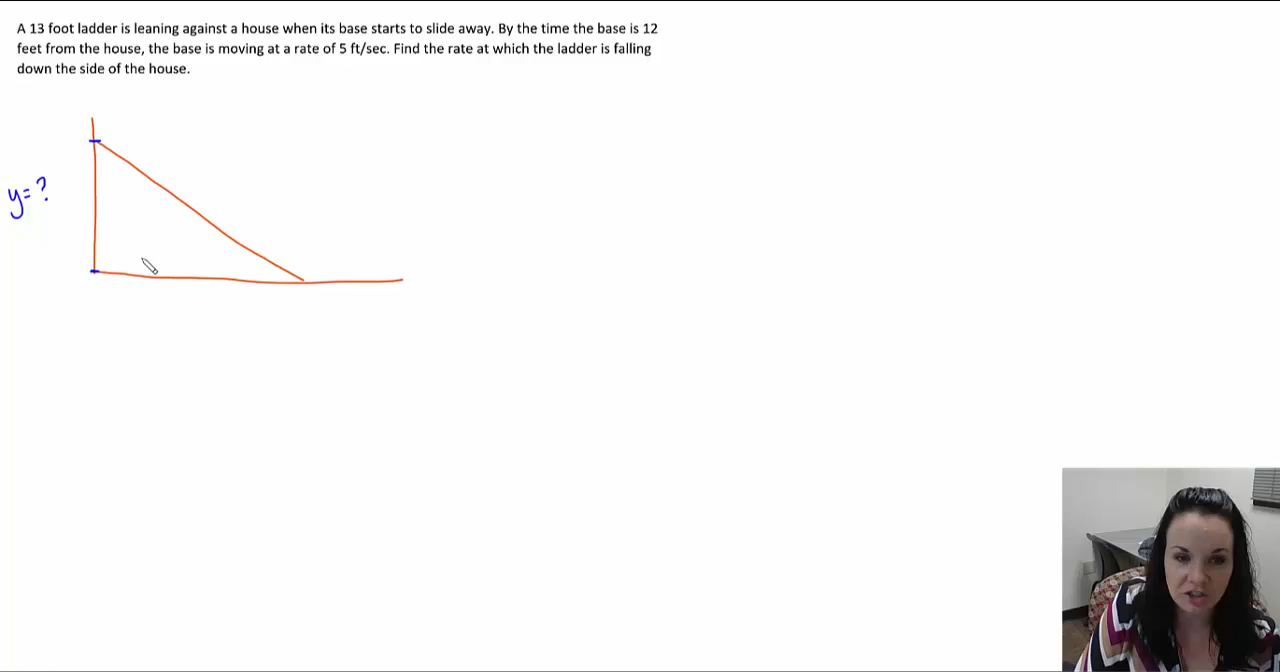 A 13 foot ladder is leaning against a house when its base starts to slide away. By the time the base is 12
feet from the house, the base is moving at a rate of 5 ft/sec. Find the rate at which the ladder is falling
down the side of the house.
y=?